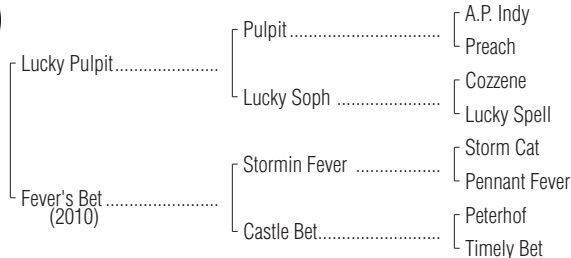 A.P. Indy
Pulpit
Preach
Lucky Pulpit
Cozzene
Lucky Soph
Lucky Spell
Storm Cat
Stormin Fever
Pennant Fever
Fever's Bet
(2010)
Peterhof
Castle Bet
Timely Bet